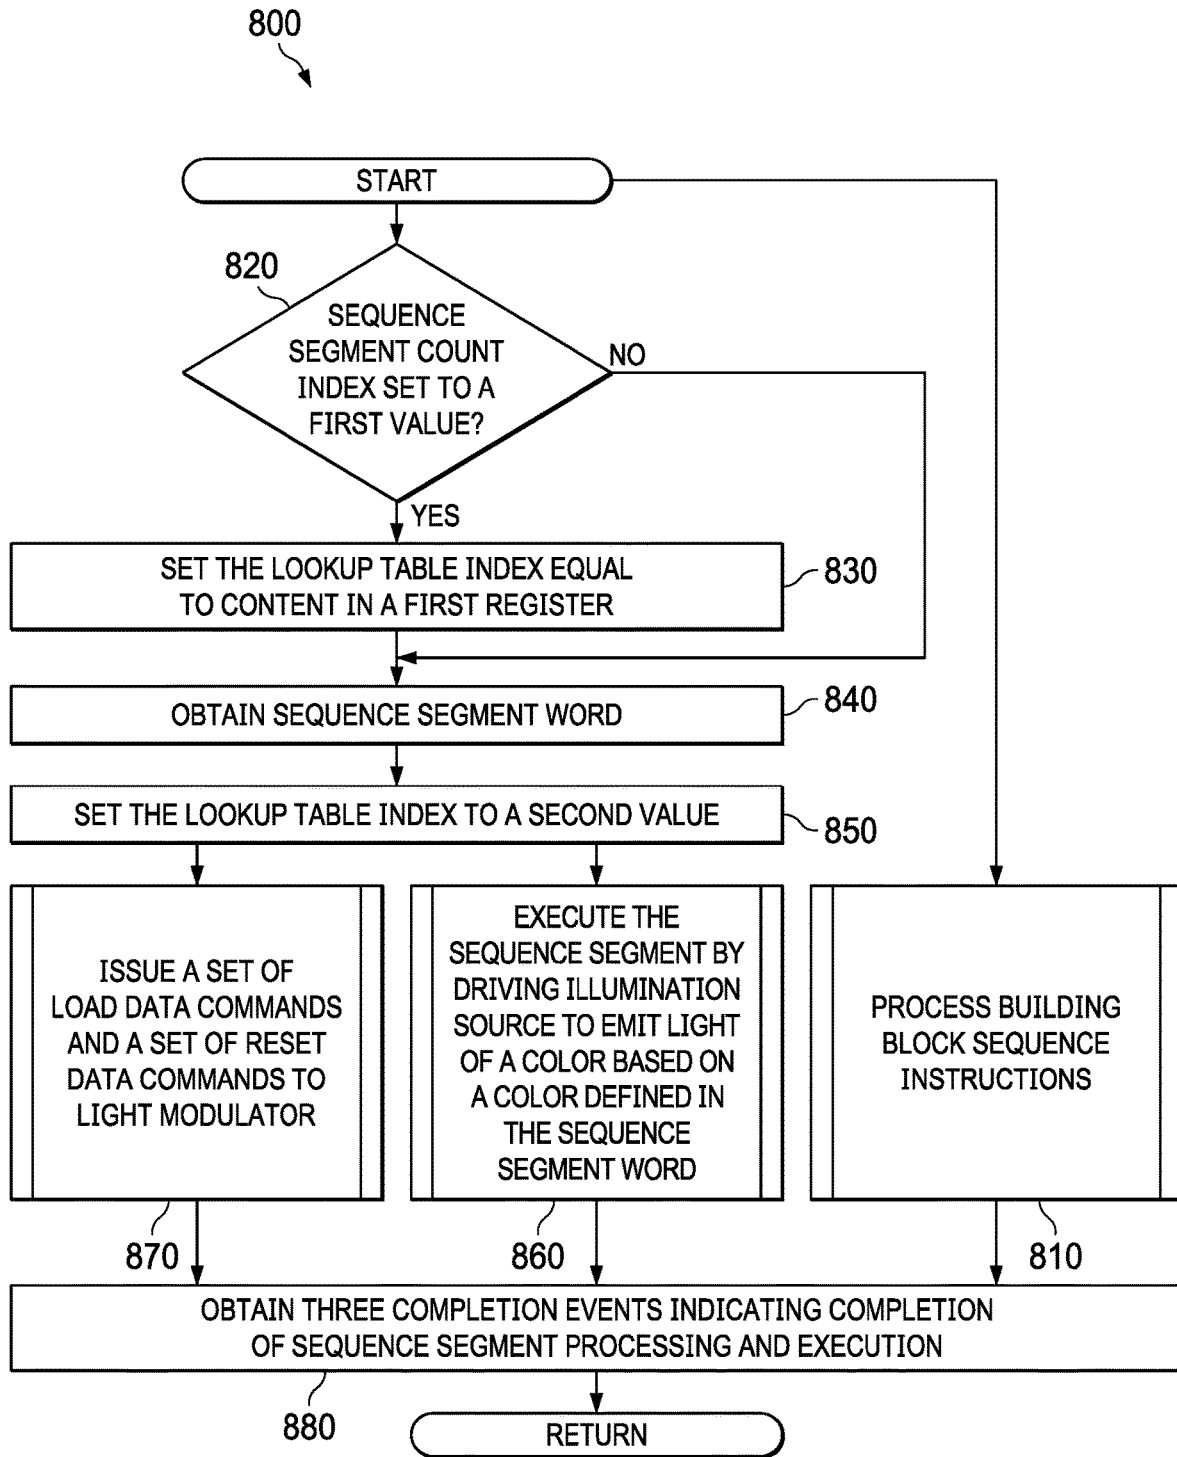 800
START
820
SEQUENCE
SEGMENT COUNT
INDEX SET TO A
FIRST VALUE?
NO
YES
SET THE LOOKUP TABLE INDEX EQUAL
TO CONTENT IN A FIRST REGISTER
830
OBTAIN SEQUENCE SEGMENT WORD
840
SET THE LOOKUP TABLE INDEX TO A SECOND VALUE
850
ISSUE A SET OF
LOAD DATA COMMANDS
AND A SET OF RESET
DATA COMMANDS TO
LIGHT MODULATOR
EXECUTE THE
SEQUENCE SEGMENT BY
DRIVING ILLUMINATION
SOURCE TO EMIT LIGHT
OF A COLOR BASED ON
A COLOR DEFINED IN
THE SEQUENCE
SEGMENT WORD
PROCESS BUILDING
BLOCK SEQUENCE
INSTRUCTIONS
870
860
810
OBTAIN THREE COMPLETION EVENTS INDICATING COMPLETION
OF SEQUENCE SEGMENT PROCESSING AND EXECUTION
880
RETURN